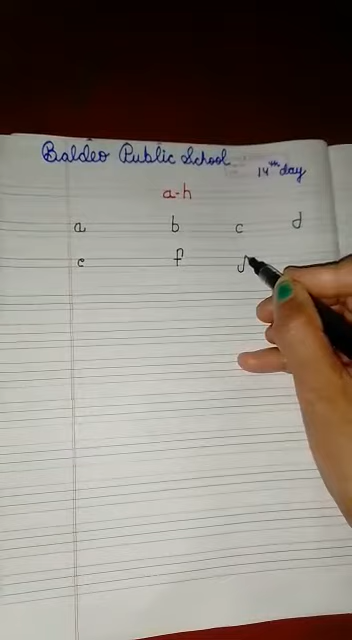 Baldeo Public School
14th day
a-h
a b c d
e f